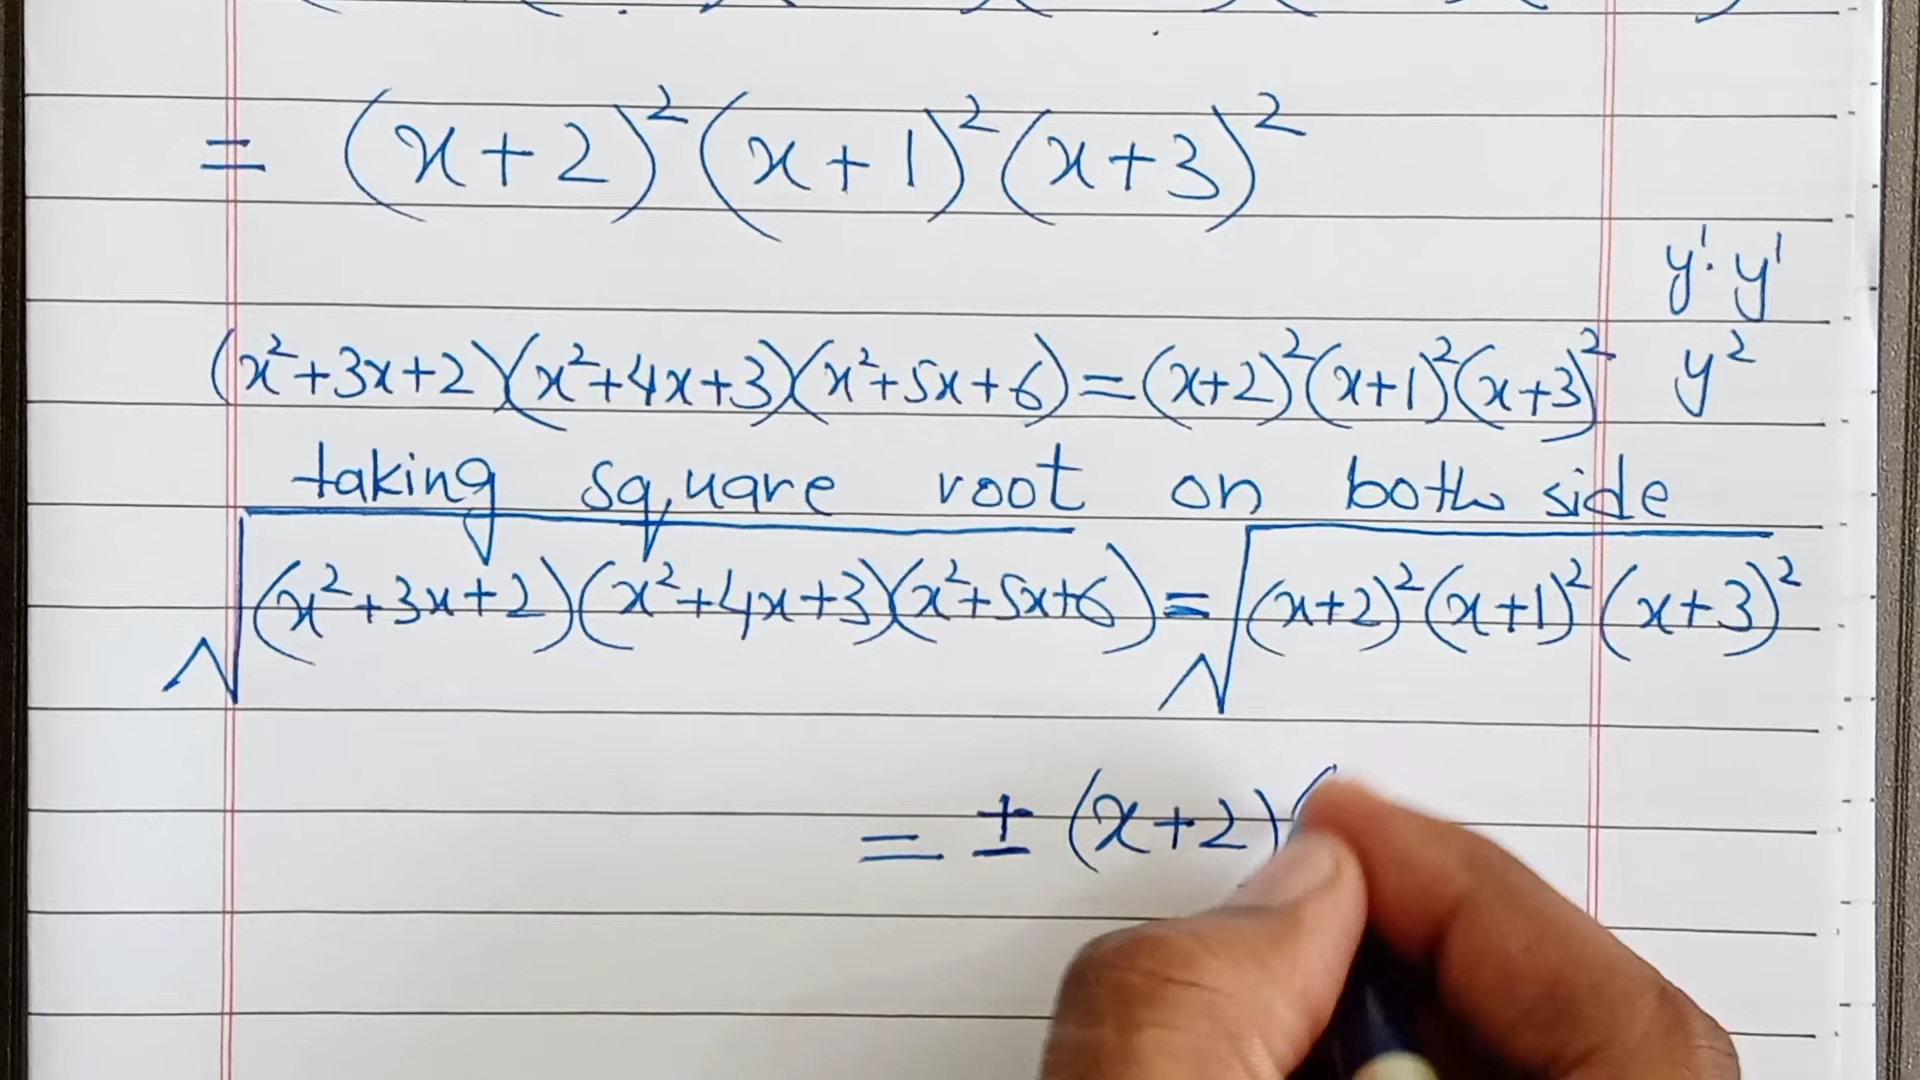 = (x+2)²(x+1)²(x+3)²
y¹·y¹
(x²+3x+2)(x²+4x+3)(x²+5x+6)=(x+2)²(x+1)²(x+3)² y²
taking square root on both side
√(x²+3x+2)(x²+4x+3)(x²+5x+6)=√(x+2)²(x+1)²(x+3)²
= ± (x+2)(